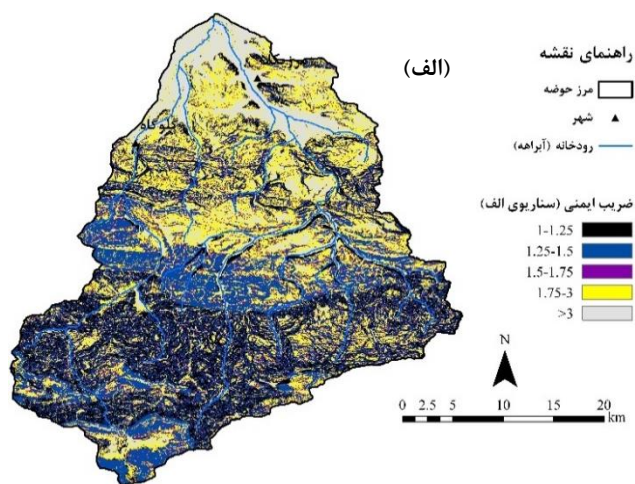 (الف)
راهنمای نقشه
مرز حوضه
شهر
رودخانه (آبراهه)
ضریب ایمنی (سناریوی الف)
1-1.25
1.25-1.5
1.5-1.75
1.75-3
>3
N
0 2.5 5 10 15 20
km